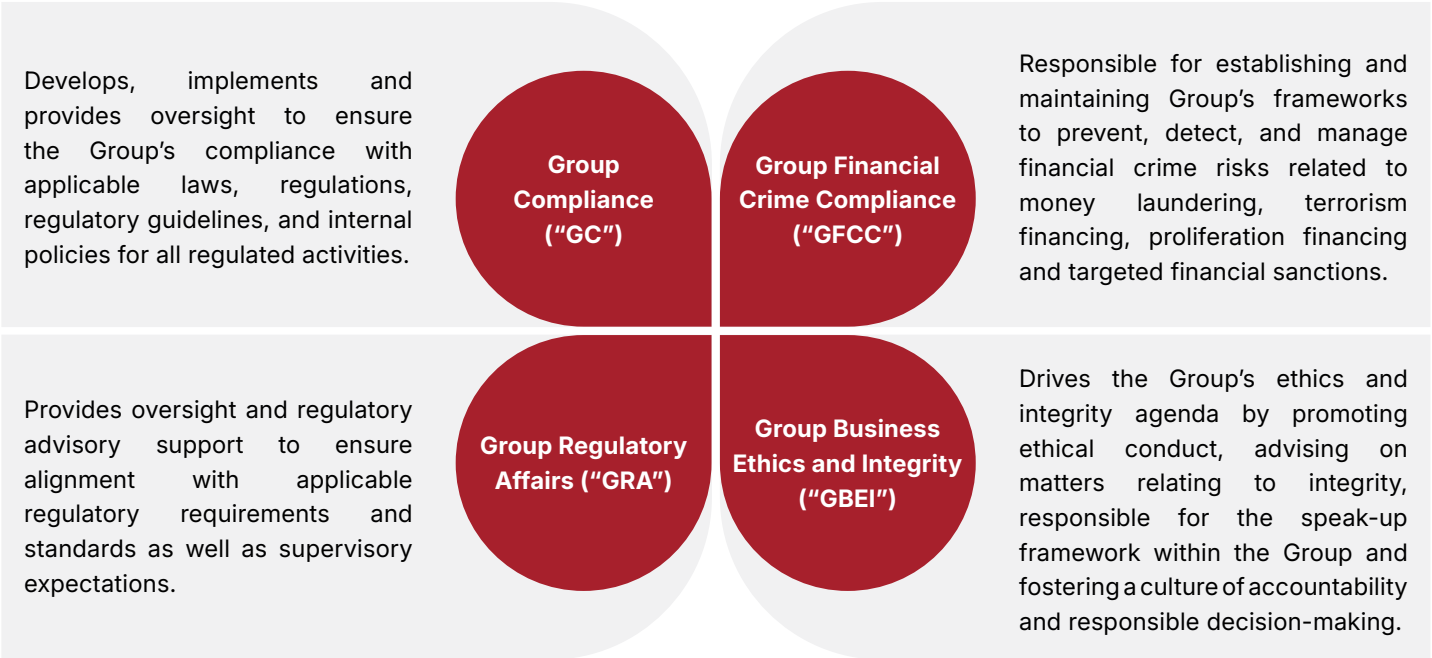 Develops, implements and
provides oversight to ensure
the Group’s compliance with
applicable laws, regulations,
regulatory guidelines, and internal
policies for all regulated activities.
Group
Compliance
(“GC”)
Group Financial
Crime Compliance
(“GFCC”)
Responsible for establishing and
maintaining Group’s frameworks
to prevent, detect, and manage
financial crime risks related to
money laundering, terrorism
financing, proliferation financing
and targeted financial sanctions.
Provides oversight and regulatory
advisory support to ensure
alignment with applicable
regulatory requirements and
standards as well as supervisory
expectations.
Group Regulatory
Affairs (“GRA”)
Group Business
Ethics and Integrity
(“GBEI”)
Drives the Group’s ethics and
integrity agenda by promoting
ethical conduct, advising on
matters relating to integrity,
responsible for the speak-up
framework within the Group and
fostering a culture of accountability
and responsible decision-making.